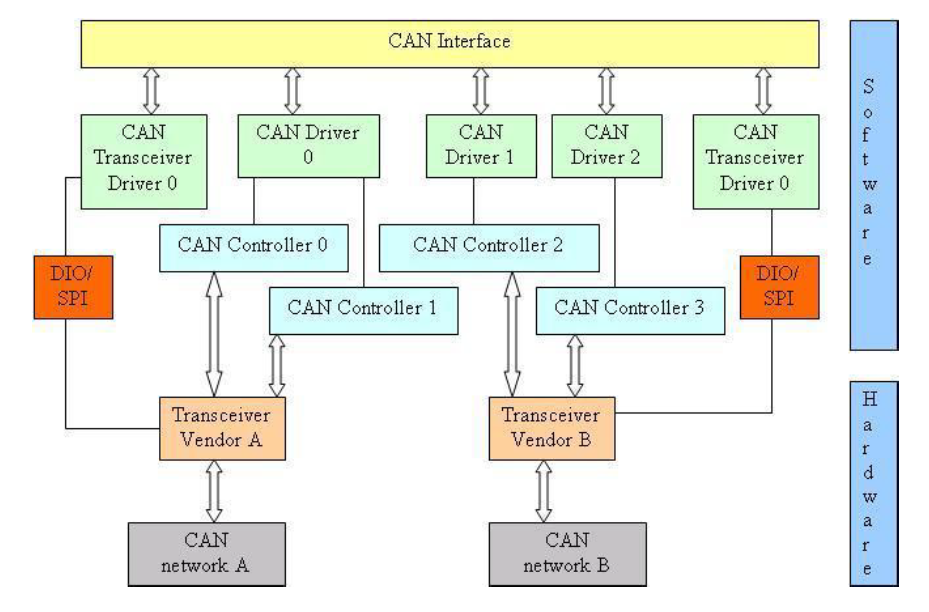 CAN Interface
CAN
Transceiver
Driver 0
CAN Driver
0
CAN
Driver 1
CAN
Driver 2
CAN
Transceiver
Driver 0
CAN Controller 0
CAN Controller 2
DIO/
SPI
CAN Controller 1
CAN Controller 3
DIO/
SPI
Transceiver
Vendor A
Transceiver
Vendor B
CAN
network A
CAN
network B
Software
Hardware